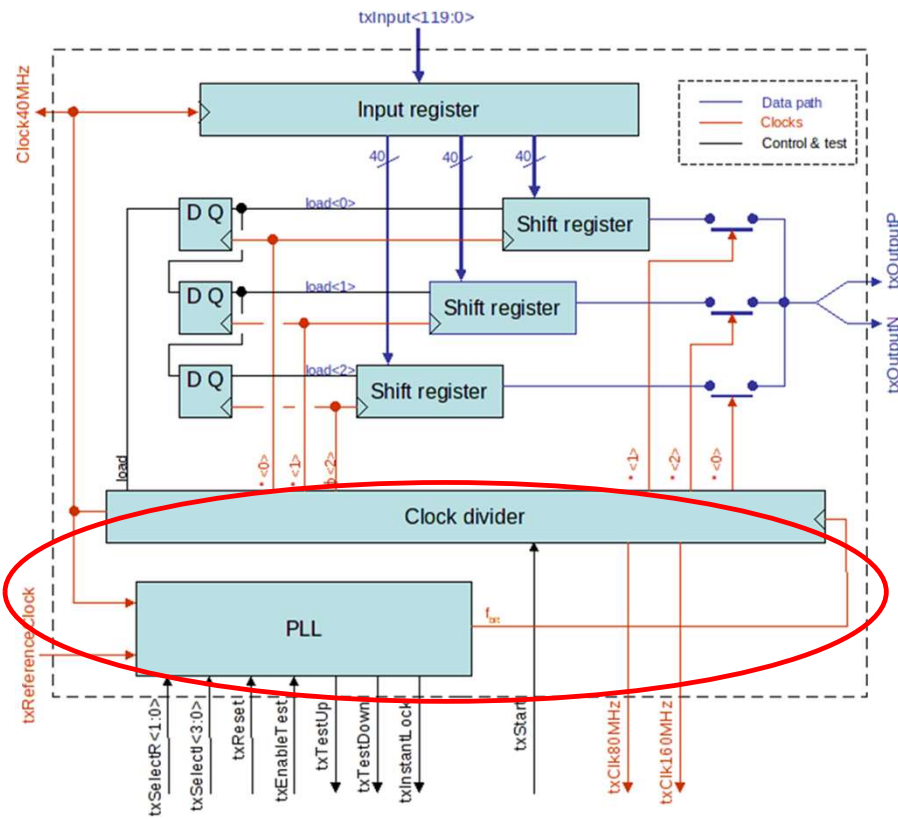 txInput<119:0>
Clock40MHz
Input register
Data path
Clocks
Control & test
40
40
40
D Q
load<0>
Shift register
D Q
load<1>
Shift register
D Q
load<2>
Shift register
txOutputP
txOutputN
load
<0>
<1>
<2>
<1>
<2>
<0>
Clock divider
PLL
txReferenceClock
txSelectR<1:0>
txSelectI<3:0>
txReset
txEnableTest
txTestUp
txTestDown
txInstantLock
txStart
txClk80MHz
txClk160MHz